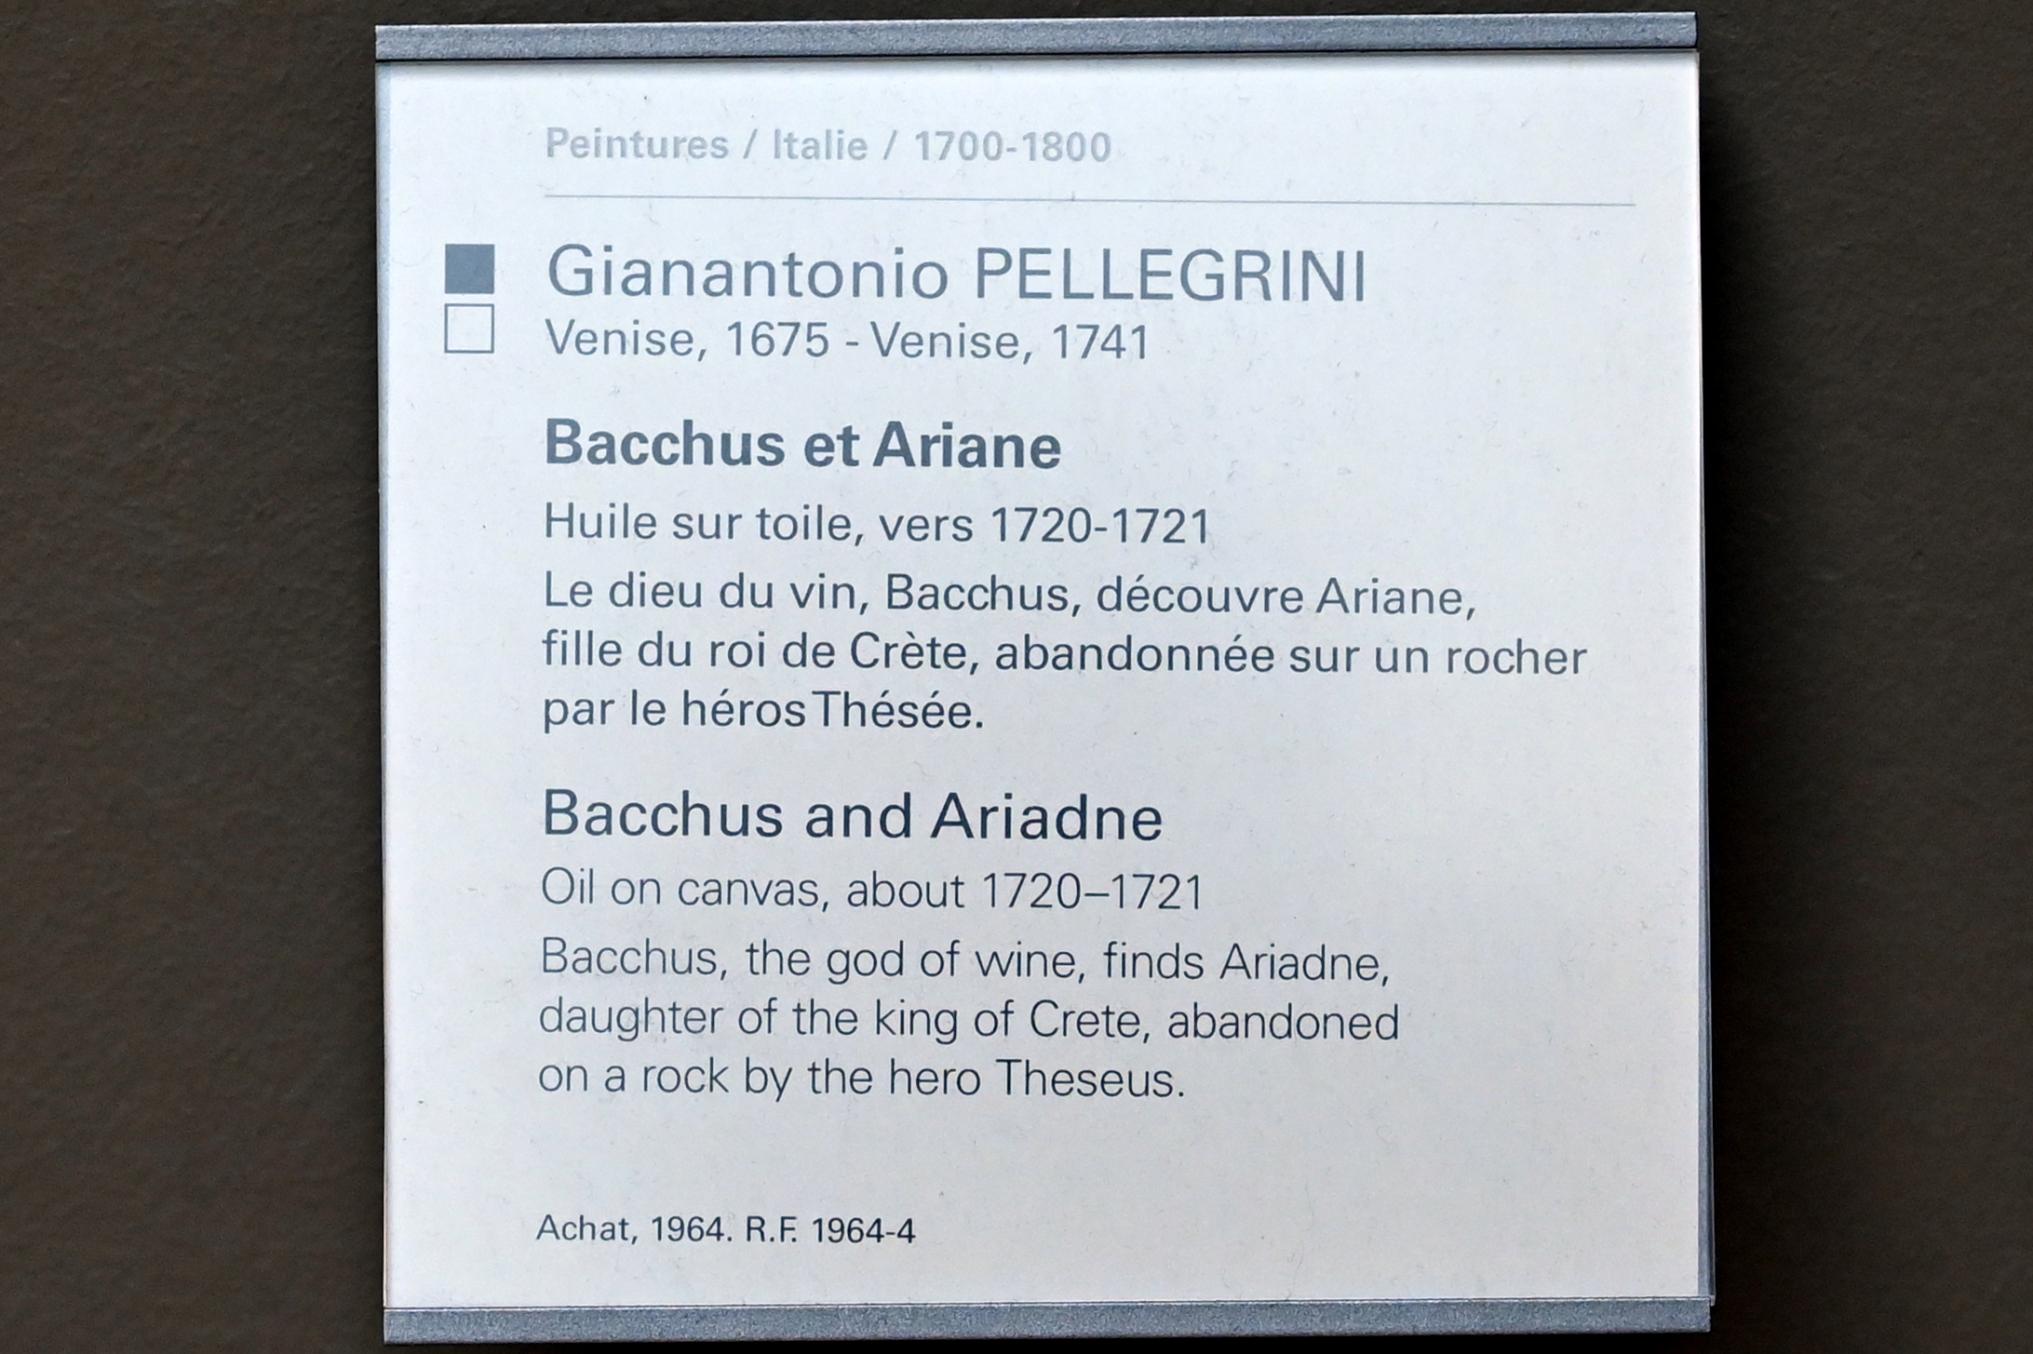 Peintures / Italie / 1700-1800
Gianantonio PELLEGRINI
Venise, 1675 - Venise, 1741
Bacchus et Ariane
Huile sur toile, vers 1720-1721
Le dieu du vin, Bacchus, découvre Ariane,
fille du roi de Crète, abandonnée sur un rocher
par le héros Thésée.
Bacchus and Ariadne
Oil on canvas, about 1720–1721
Bacchus, the god of wine, finds Ariadne,
daughter of the king of Crete, abandoned
on a rock by the hero Theseus.
Achat, 1964. R.F. 1964-4